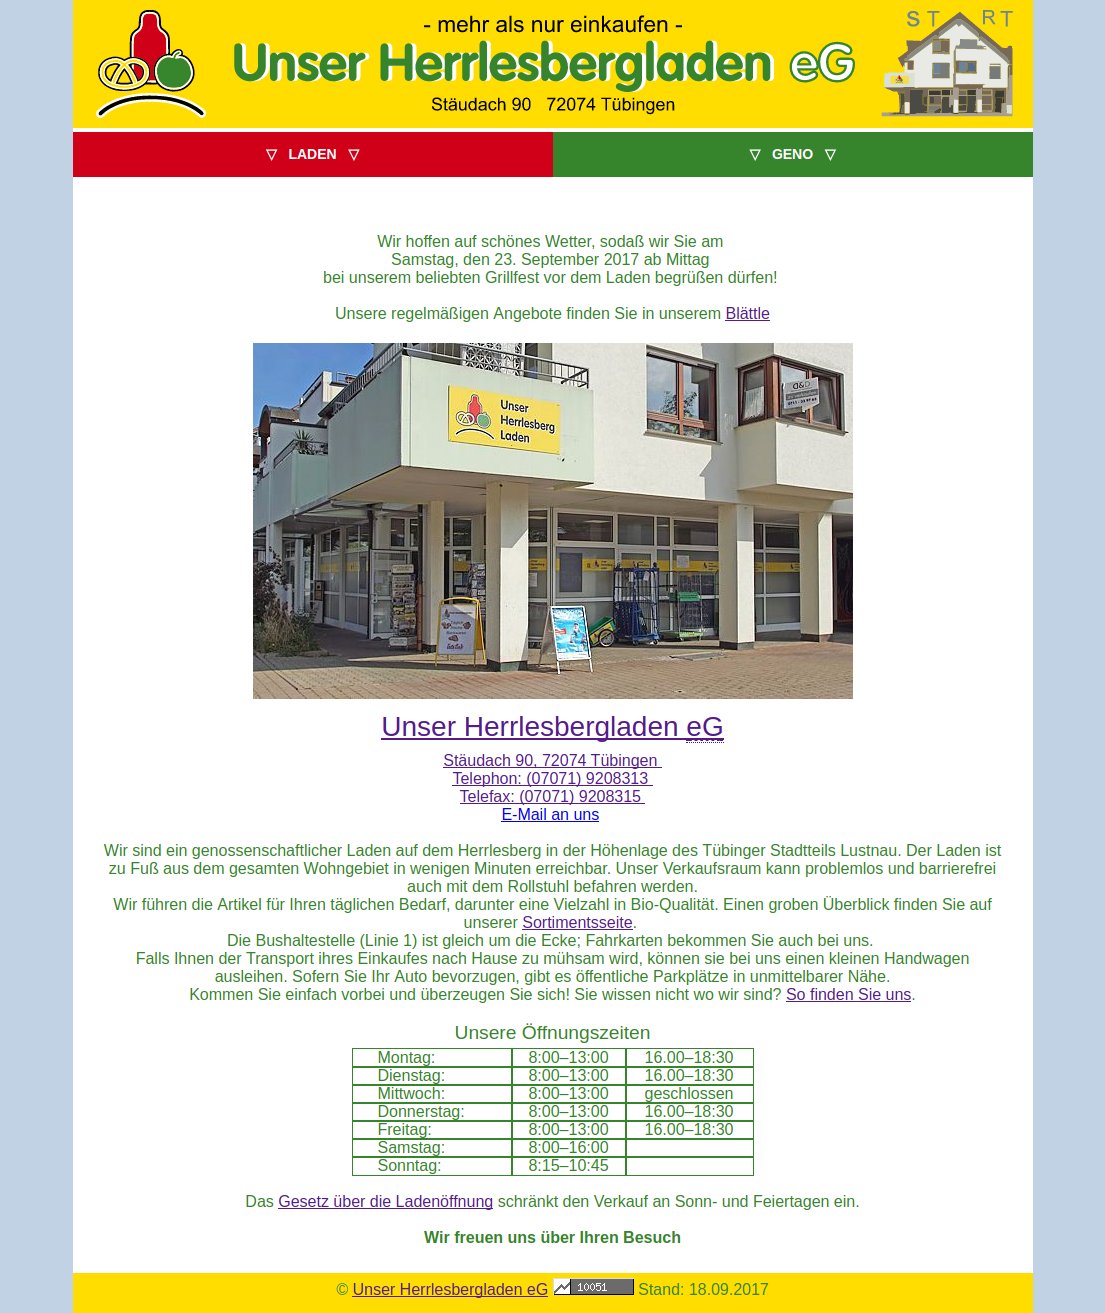 - mehr als nur einkaufen -
Unser Herrlesbergladen eG
Stäudach 90 72074 Tübingen
START
▽ LADEN ▽
▽ GENO ▽
Wir hoffen auf schönes Wetter, sodaß wir Sie am
Samstag, den 23. September 2017 ab Mittag
bei unserem beliebten Grillfest vor dem Laden begrüßen dürfen!
Unsere regelmäßigen Angebote finden Sie in unserem Blättle
Unser
Herrlesberg
Laden
Unser Herrlesbergladen eG
Stäudach 90, 72074 Tübingen
Telephon: (07071) 9208313
Telefax: (07071) 9208315
E-Mail an uns
Wir sind ein genossenschaftlicher Laden auf dem Herrlesberg in der Höhenlage des Tübinger Stadtteils Lustnau. Der Laden ist
zu Fuß aus dem gesamten Wohngebiet in wenigen Minuten erreichbar. Unser Verkaufsraum kann problemlos und barrierefrei
auch mit dem Rollstuhl befahren werden.
Wir führen die Artikel für Ihren täglichen Bedarf, darunter eine Vielzahl in Bio-Qualität. Einen groben Überblick finden Sie auf
unserer Sortimentsseite.
Die Bushaltestelle (Linie 1) ist gleich um die Ecke; Fahrkarten bekommen Sie auch bei uns.
Falls Ihnen der Transport ihres Einkaufes nach Hause zu mühsam wird, können sie bei uns einen kleinen Handwagen
ausleihen. Sofern Sie Ihr Auto bevorzugen, gibt es öffentliche Parkplätze in unmittelbarer Nähe.
Kommen Sie einfach vorbei und überzeugen Sie sich! Sie wissen nicht wo wir sind? So finden Sie uns.
Unsere Öffnungszeiten
Montag: 8:00–13:00 16.00–18:30
Dienstag: 8:00–13:00 16.00–18:30
Mittwoch: 8:00–13:00 geschlossen
Donnerstag: 8:00–13:00 16.00–18:30
Freitag: 8:00–13:00 16.00–18:30
Samstag: 8:00–16:00
Sonntag: 8:15–10:45
Das Gesetz über die Ladenöffnung schränkt den Verkauf an Sonn- und Feiertagen ein.
Wir freuen uns über Ihren Besuch
© Unser Herrlesbergladen eG 10051 Stand: 18.09.2017